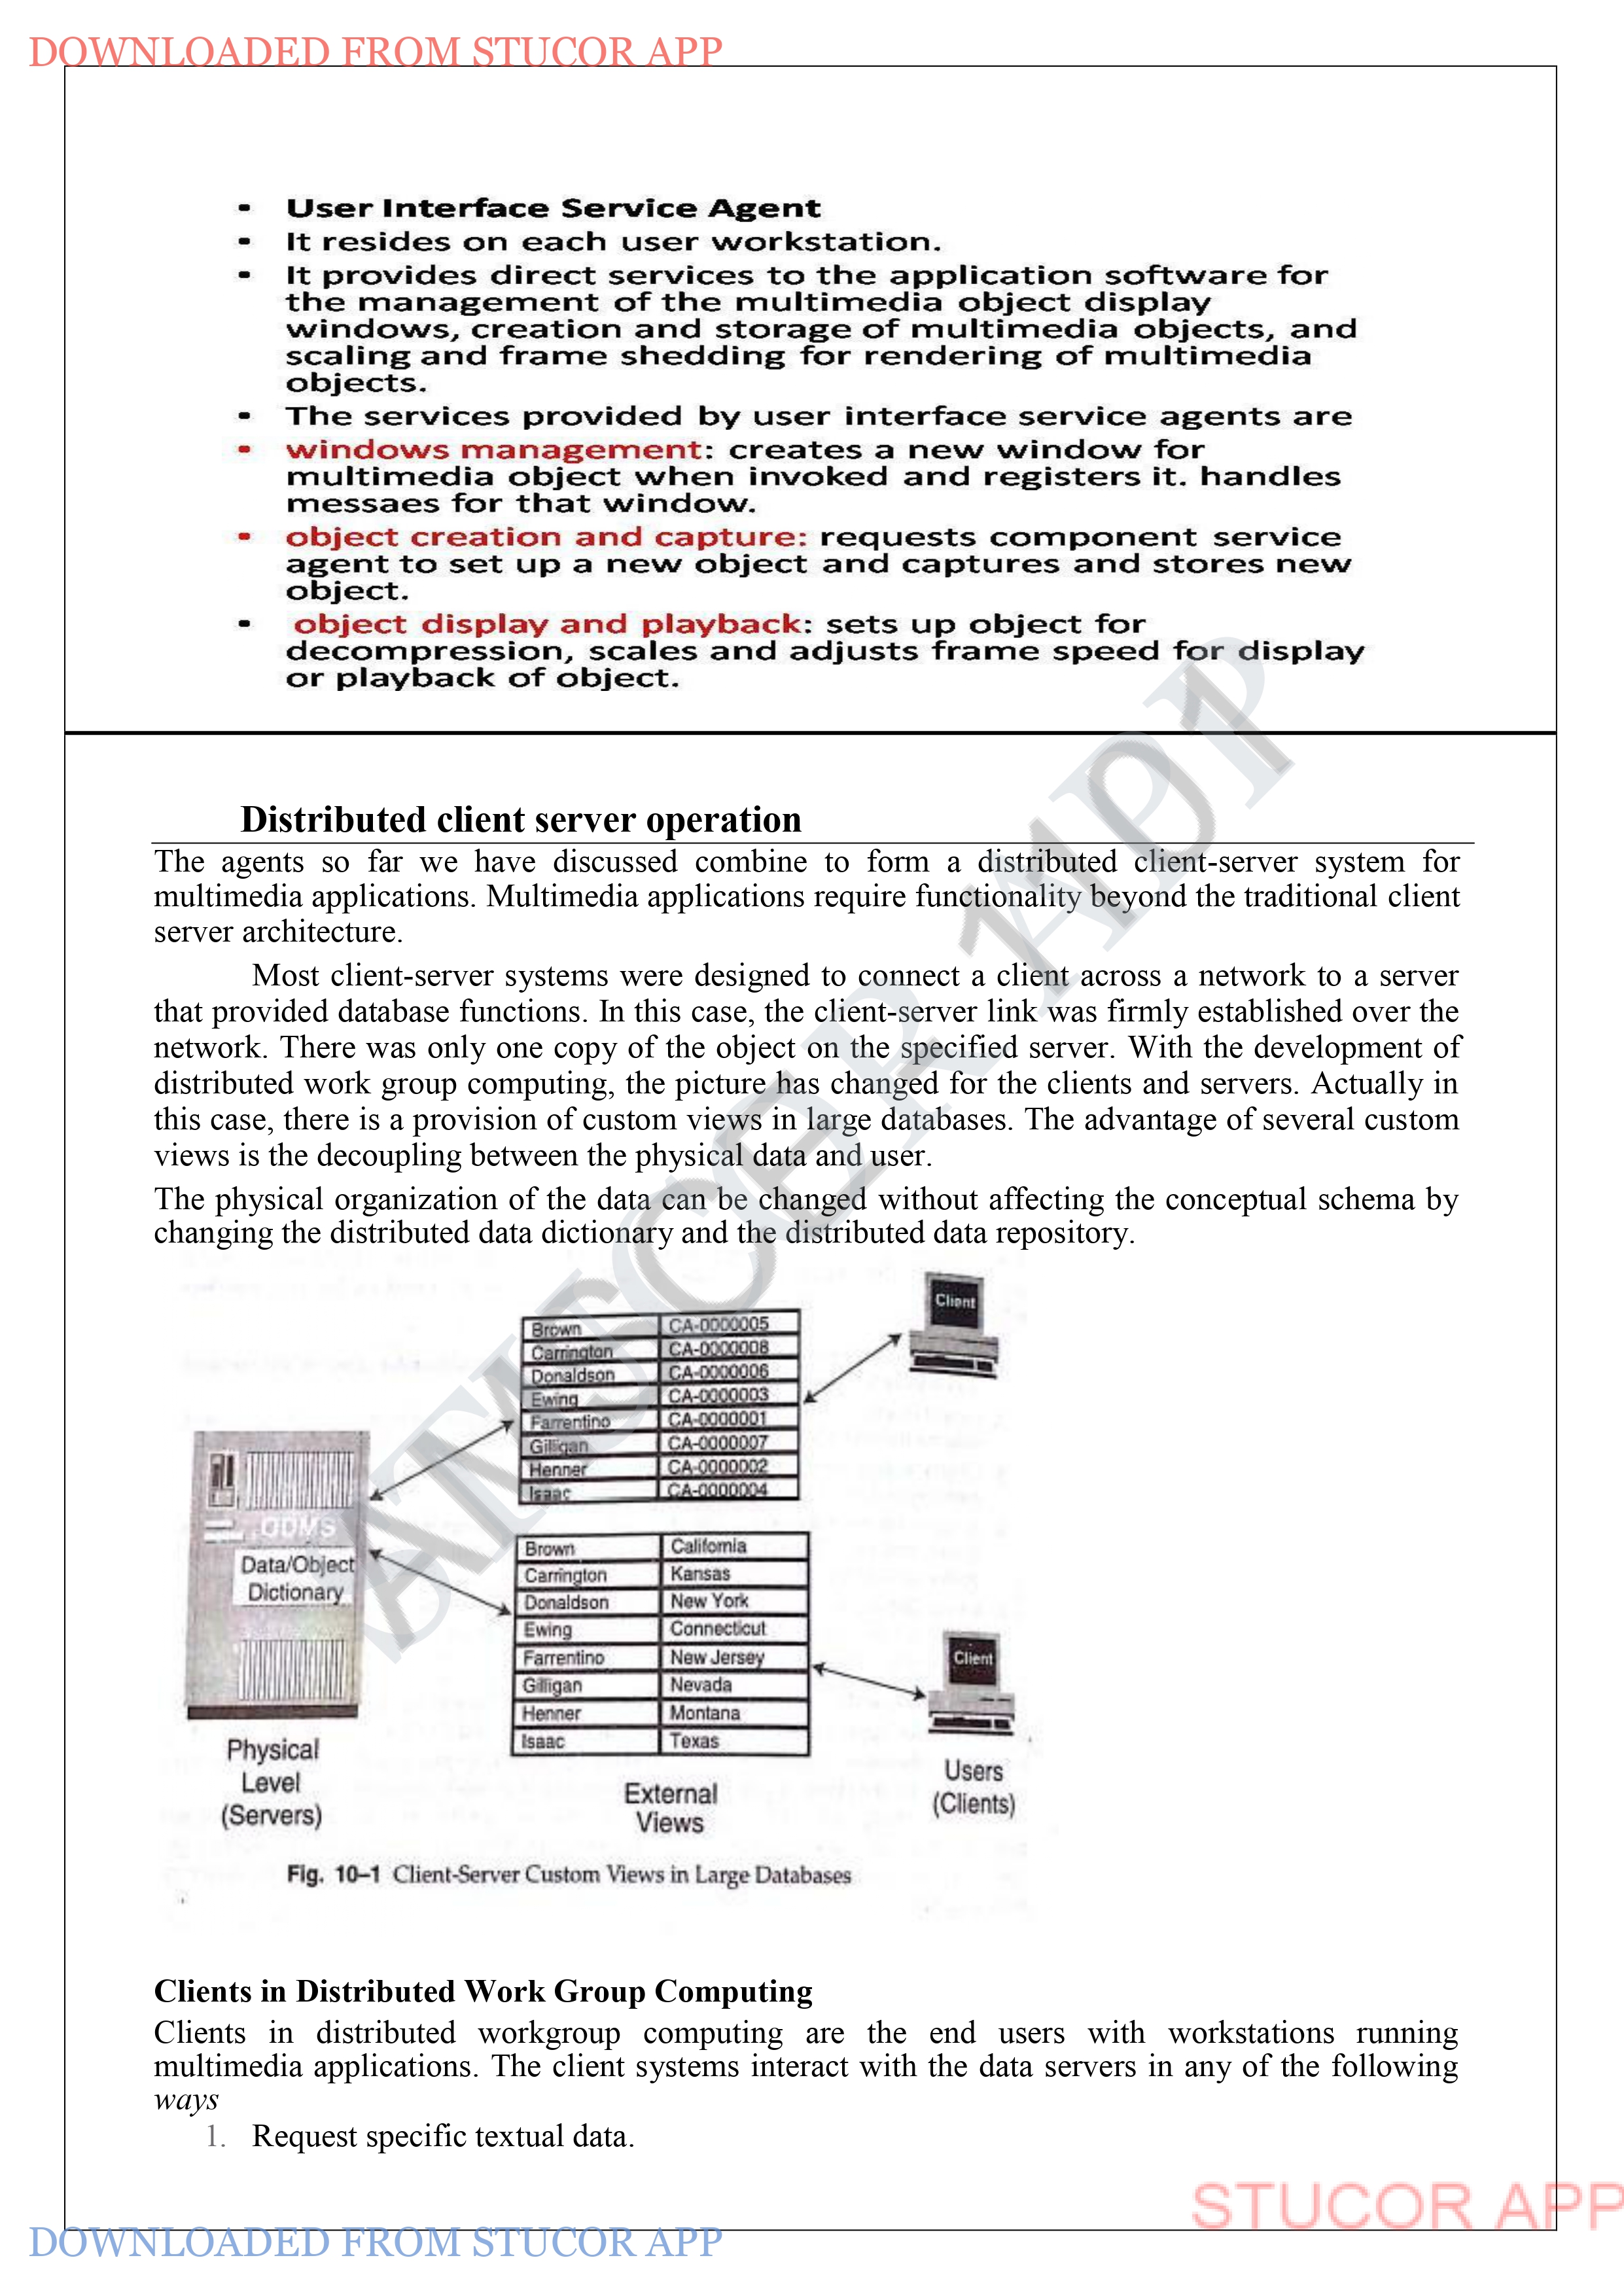 DOWNLOADED FROM STUCOR APP
• User Interface Service Agent
• It resides on each user workstation.
• It provides direct services to the application software for
the management of the multimedia object display
windows, creation and storage of multimedia objects, and
scaling and frame shedding for rendering of multimedia
objects.
• The services provided by user interface service agents are
• windows management: creates a new window for
multimedia object when invoked and registers it. handles
messaes for that window.
• object creation and capture: requests component service
agent to set up a new object and captures and stores new
object.
• object display and playback: sets up object for
decompression, scales and adjusts frame speed for display
or playback of object.
Distributed client server operation
The agents so far we have discussed combine to form a distributed client-server system for
multimedia applications. Multimedia applications require functionality beyond the traditional client
server architecture.
Most client-server systems were designed to connect a client across a network to a server
that provided database functions. In this case, the client-server link was firmly established over the
network. There was only one copy of the object on the specified server. With the development of
distributed work group computing, the picture has changed for the clients and servers. Actually in
this case, there is a provision of custom views in large databases. The advantage of several custom
views is the decoupling between the physical data and user.
The physical organization of the data can be changed without affecting the conceptual schema by
changing the distributed data dictionary and the distributed data repository.
Client
Brown CA-0000005
Carrington CA-0000008
Donaldson CA-0000006
Ewing CA-0000003
Farrentino CA-0000001
Gilligan CA-0000007
Henner CA-0000002
Isaac CA-0000004
ODMS
Data/Object
Dictionary
Brown California
Carrington Kansas
Donaldson New York
Ewing Connecticut
Farrentino New Jersey
Gilligan Nevada
Henner Montana
Isaac Texas
Client
Physical
Level
(Servers)
External
Views
Users
(Clients)
Fig. 10–1 Client-Server Custom Views in Large Databases
Clients in Distributed Work Group Computing
Clients in distributed workgroup computing are the end users with workstations running
multimedia applications. The client systems interact with the data servers in any of the following
ways
1. Request specific textual data.
STUCOR APP
DOWNLOADED FROM STUCOR APP